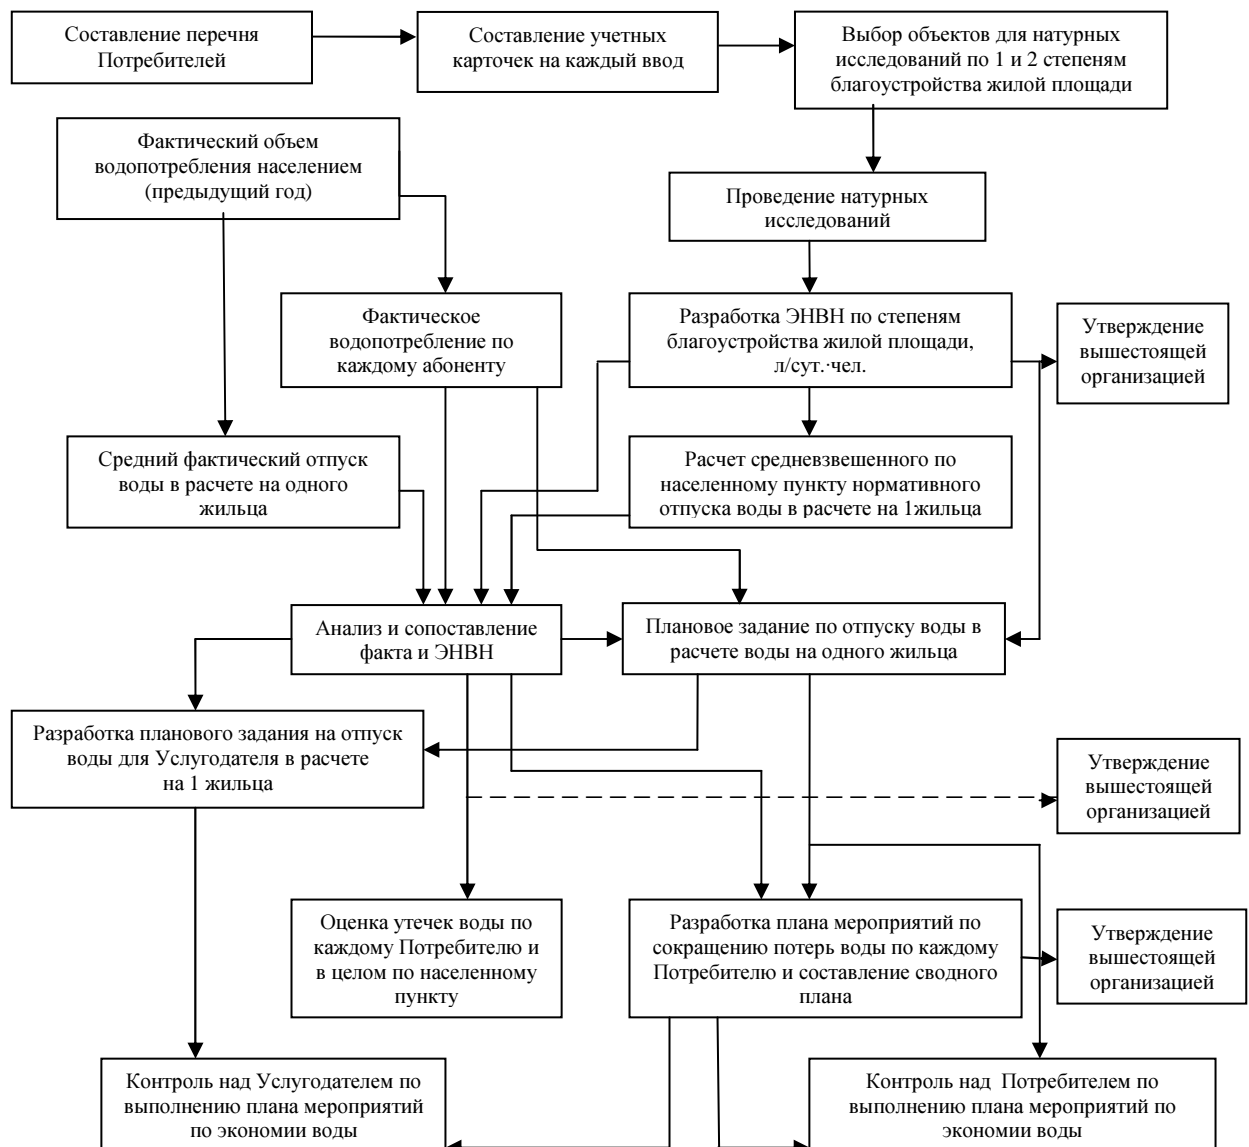 Составление перечня
Потребителей
Составление учетных
карточек на каждый ввод
Выбор объектов для натурных
исследований по 1 и 2 степеням
благоустройства жилой площади
Фактический объем
водопотребления населением
(предыдущий год)
Проведение натурных
исследований
Фактическое
водопотребление по
каждому абоненту
Разработка ЭНВН по степеням
благоустройства жилой площади,
л/сут.·чел.
Утверждение
вышестоящей
организацией
Средний фактический отпуск
воды в расчете на одного
жильца
Расчет средневзвешенного по
населенному пункту нормативного
отпуска воды в расчете на 1жильца
Анализ и сопоставление
факта и ЭНВН
Плановое задание по отпуску воды в
расчете воды на одного жильца
Разработка планового задания на отпуск
воды для Услугодателя в расчете
на 1 жильца
Утверждение
вышестоящей
организацией
Оценка утечек воды по
каждому Потребителю и
в целом по населенному
пункту
Разработка плана мероприятий по
сокращению потерь воды по каждому
Потребителю и составление сводного
плана
Утверждение
вышестоящей
организацией
Контроль над Услугодателем по
выполнению плана мероприятий
по экономии воды
Контроль над Потребителем по
выполнению плана мероприятий по
экономии воды